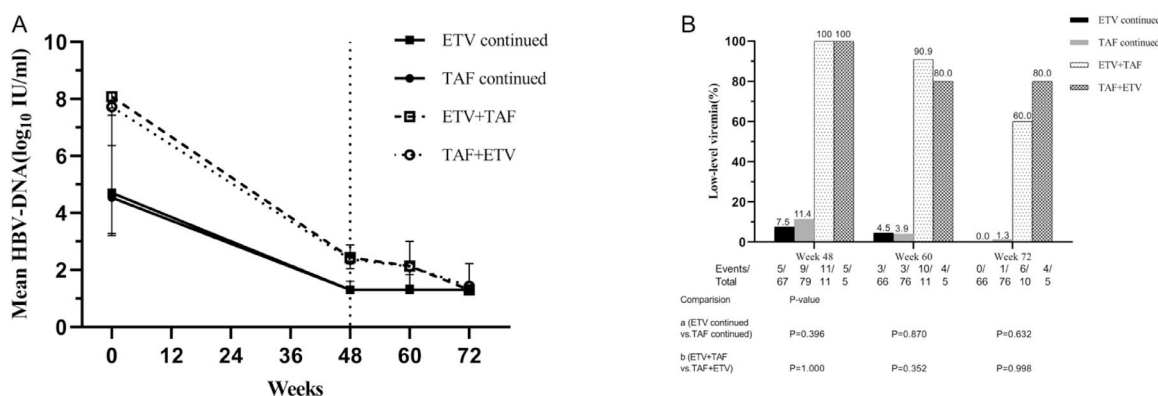 A
Mean HBV-DNA(log10 IU/ml)
10
8
6
4
2
0
0 12 24 36 48 60 72
Weeks
ETV continued
TAF continued
ETV+TAF
TAF+ETV
B
Low-level viremia(%)
100
80
60
40
20
0
ETV continued
TAF continued
ETV+TAF
TAF+ETV
7.5 11.4 100 100
4.5 3.9 90.9 80.0
0.0 1.3 60.0 80.0
Week 48 Week 60 Week 72
Events/ 5/ 9/ 11/ 5/ 3/ 3/ 10/ 4/ 0/ 1/ 6/ 4/
Total 67 79 11 5 66 76 11 5 66 76 10 5
Comparision P-value
a (ETV continued
vs.TAF continued) P=0.396 P=0.870 P=0.632
b (ETV+TAF
vs.TAF+ETV) P=1.000 P=0.352 P=0.998